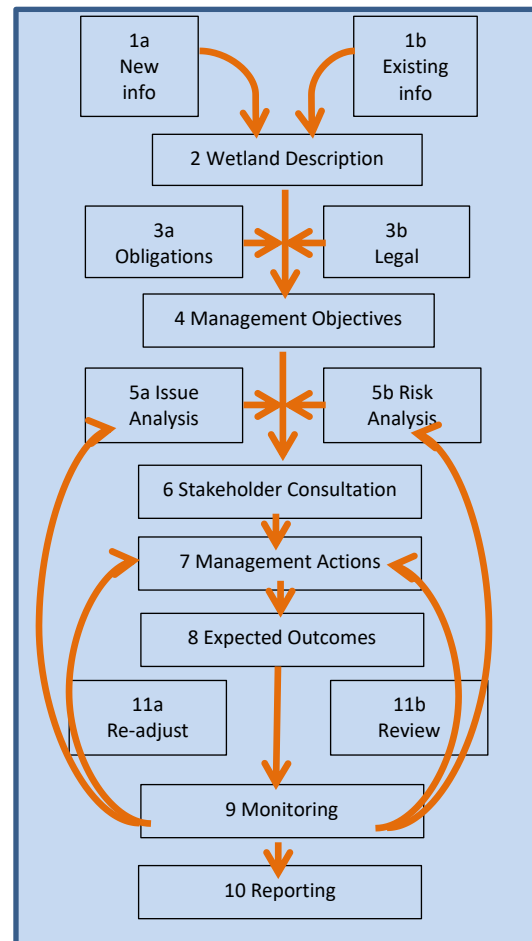 1a
New
info
1b
Existing
info
2 Wetland Description
3a
Obligations
3b
Legal
4 Management Objectives
5a Issue
Analysis
5b Risk
Analysis
6 Stakeholder Consultation
7 Management Actions
8 Expected Outcomes
11a
Re-adjust
11b
Review
9 Monitoring
10 Reporting